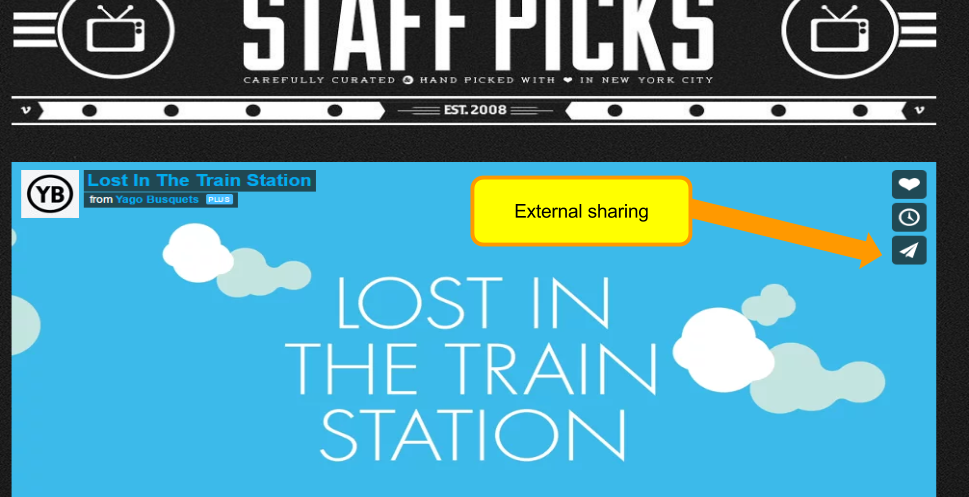 STAFF PICKS
CAREFULLY CURATED HAND PICKED WITH ❤ IN NEW YORK CITY
v EST. 2008 v
YB
Lost In The Train Station
from Yago Busquets PLUS
External sharing
LOST IN
THE TRAIN
STATION